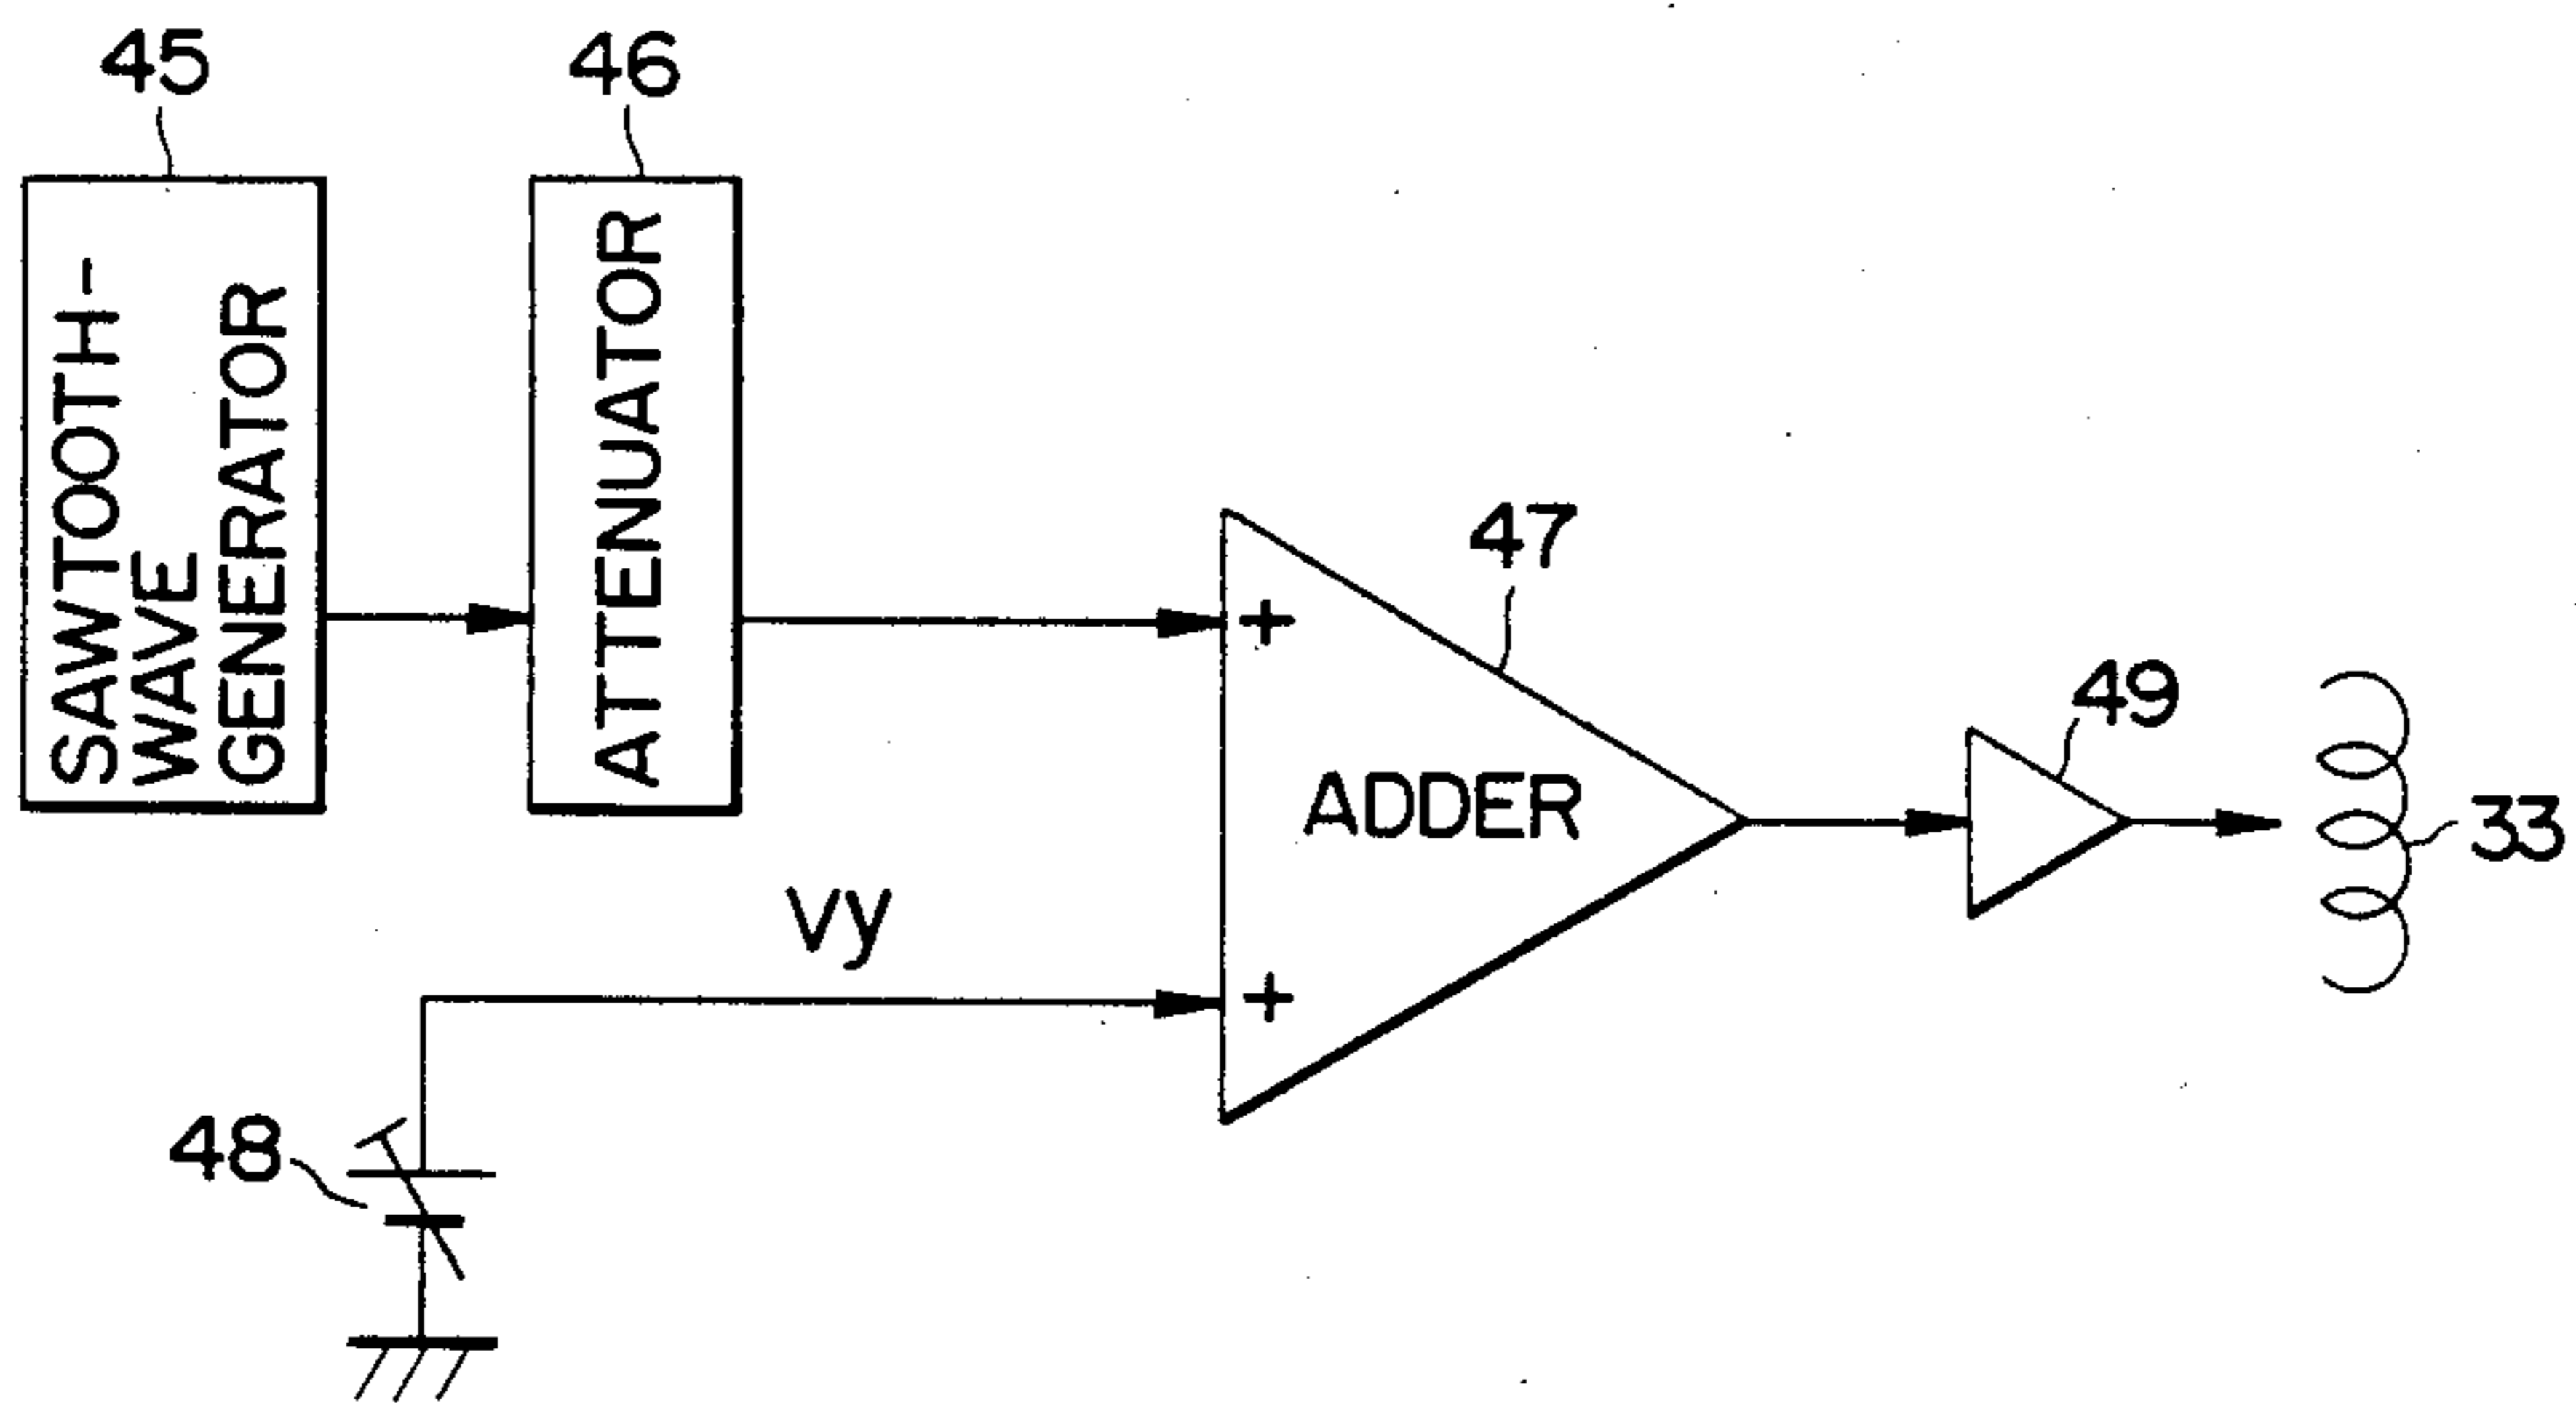 45
46
SAWTOOTH-
WAVE
GENERATOR
ATTENUATOR
47
+
ADDER
+
49
33
Vy
48